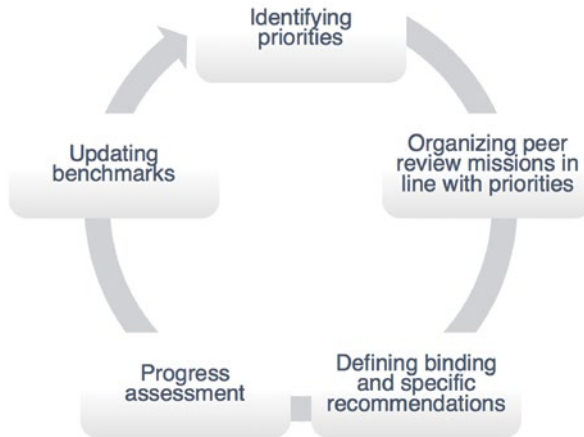 Identifying
priorities
Organizing peer
review missions in
line with priorities
Defining binding
and specific
recommendations
Progress
assessment
Updating
benchmarks